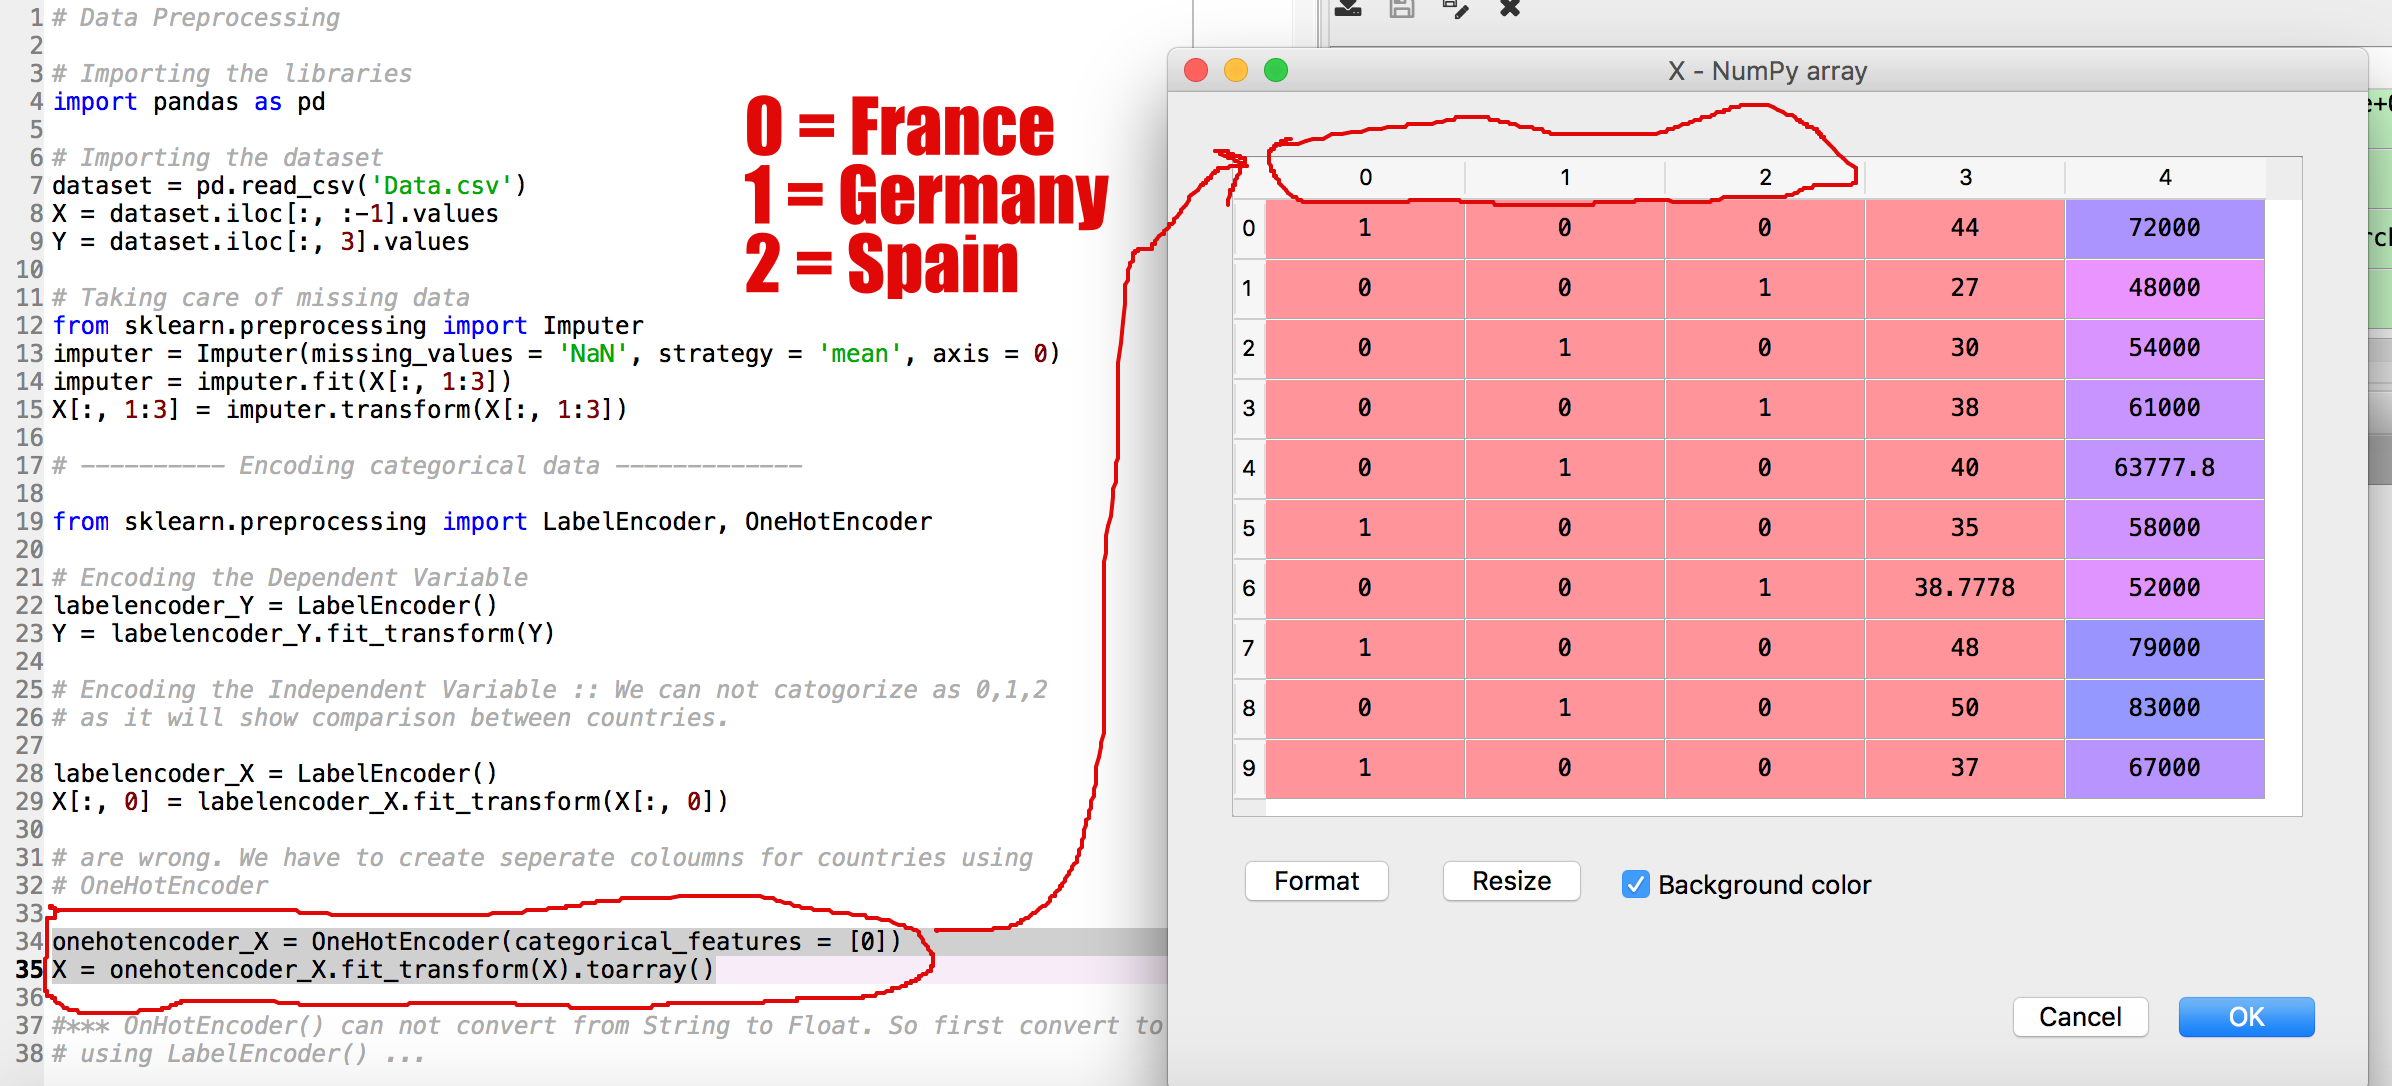 1 # Data Preprocessing
2
3 # Importing the libraries
4 import pandas as pd
5
6 # Importing the dataset
7 dataset = pd.read_csv('Data.csv')
8 X = dataset.iloc[:, :-1].values
9 Y = dataset.iloc[:, 3].values
10
11 # Taking care of missing data
12 from sklearn.preprocessing import Imputer
13 imputer = Imputer(missing_values = 'NaN', strategy = 'mean', axis = 0)
14 imputer = imputer.fit(X[:, 1:3])
15 X[:, 1:3] = imputer.transform(X[:, 1:3])
16
17 # ---------- Encoding categorical data -------------
18
19 from sklearn.preprocessing import LabelEncoder, OneHotEncoder
20
21 # Encoding the Dependent Variable
22 labelencoder_Y = LabelEncoder()
23 Y = labelencoder_Y.fit_transform(Y)
24
25 # Encoding the Independent Variable :: We can not catogorize as 0,1,2
26 # as it will show comparison between countries.
27
28 labelencoder_X = LabelEncoder()
29 X[:, 0] = labelencoder_X.fit_transform(X[:, 0])
30
31 # are wrong. We have to create seperate coloumns for countries using
32 # OneHotEncoder
33
34 onehotencoder_X = OneHotEncoder(categorical_features = [0])
35 X = onehotencoder_X.fit_transform(X).toarray()
36
37 #*** OnHotEncoder() can not convert from String to Float. So first convert to
38 # using LabelEncoder() ...
0 = France
1 = Germany
2 = Spain
X - NumPy array
0 1 2 3 4
0 1 0 0 44 72000
1 0 0 1 27 48000
2 0 1 0 30 54000
3 0 0 1 38 61000
4 0 1 0 40 63777.8
5 1 0 0 35 58000
6 0 0 1 38.7778 52000
7 1 0 0 48 79000
8 0 1 0 50 83000
9 1 0 0 37 67000
Format Resize Background color
Cancel OK